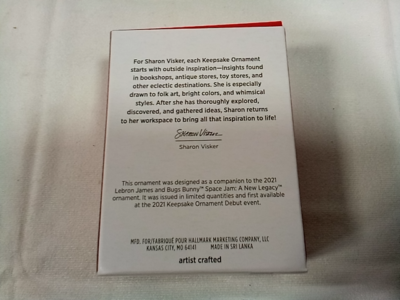 For Sharon Visker, each Keepsake Ornament
starts with outside inspiration—insights found
in bookshops, antique stores, toy stores, and
other eclectic destinations. She is especially
drawn to folk art, bright colors, and whimsical
styles. After she has thoroughly explored,
discovered, and gathered ideas, Sharon returns
to her workspace to bring all that inspiration to life!
Sharon Visker
Sharon Visker
This ornament was designed as a companion to the 2021
Lebron James and Bugs Bunny™ Space Jam: A New Legacy™
ornament. It was issued in limited quantities and first available
at the 2021 Keepsake Ornament Debut event.
MFD. FOR/FABRIQUÉ POUR HALLMARK MARKETING COMPANY, LLC
KANSAS CITY, MO 64141 MADE IN SRI LANKA
artist crafted